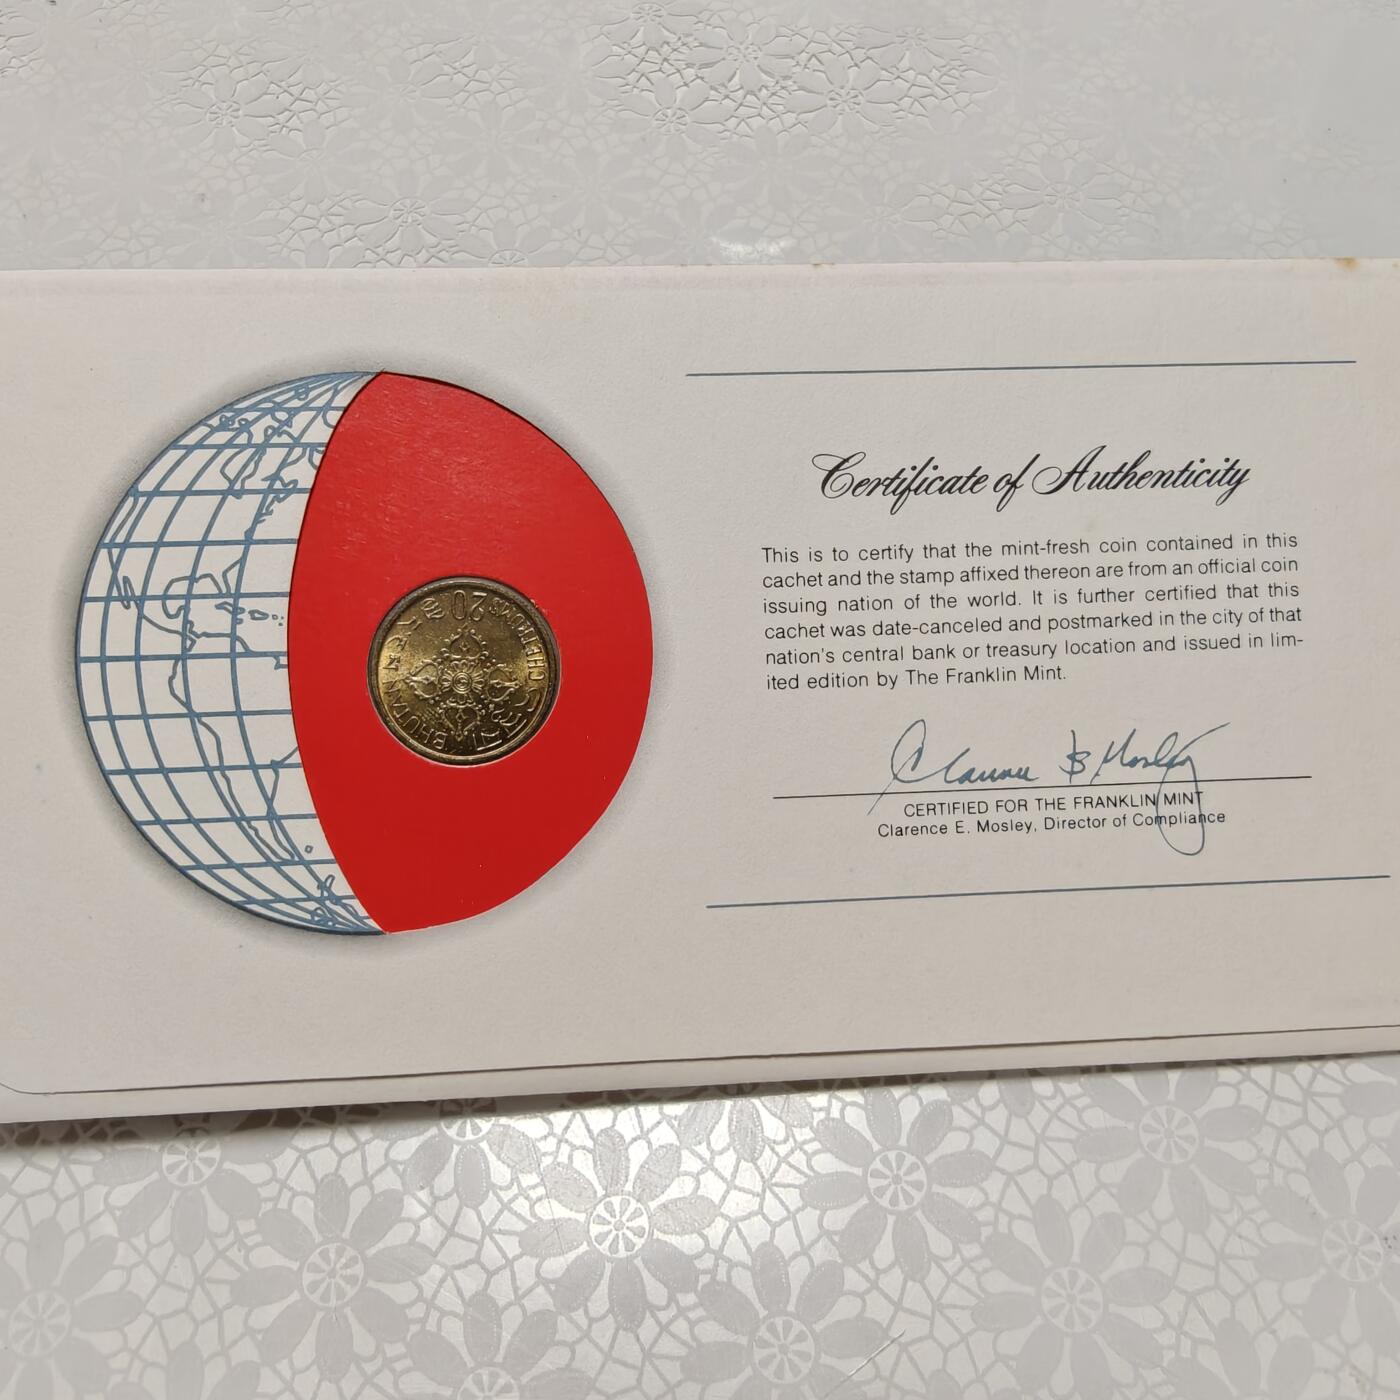 Certificate of Authenticity
This is to certify that the mint-fresh coin contained in this
cachet and the stamp affixed thereon are from an official coin
issuing nation of the world. It is further certified that this
cachet was date-canceled and postmarked in the city of that
nation's central bank or treasury location and issued in lim-
ited edition by The Franklin Mint.
CERTIFIED FOR THE FRANKLIN MINT
Clarence E. Mosley, Director of Compliance
BHUTAN
20
CHETRUMS